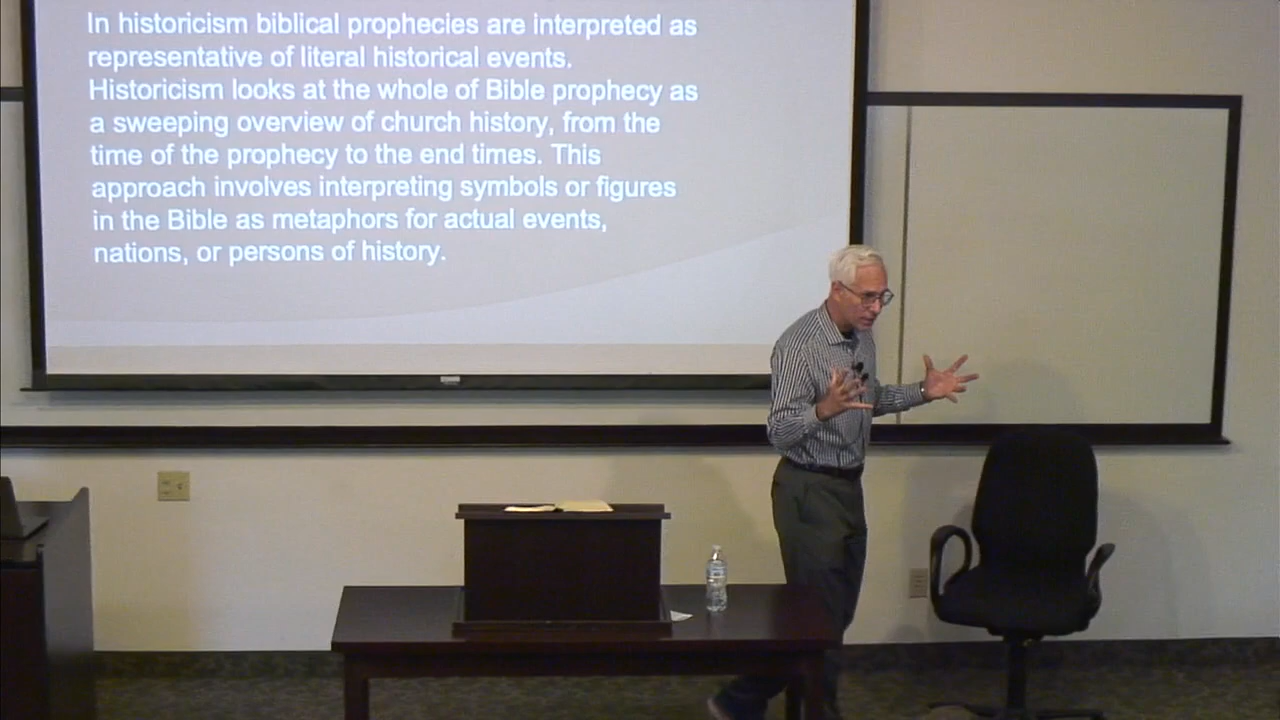 In historicism biblical prophecies are interpreted as
representative of literal historical events.
Historicism looks at the whole of Bible prophecy as
a sweeping overview of church history, from the
time of the prophecy to the end times. This
approach involves interpreting symbols or figures
in the Bible as metaphors for actual events,
nations, or persons of history.